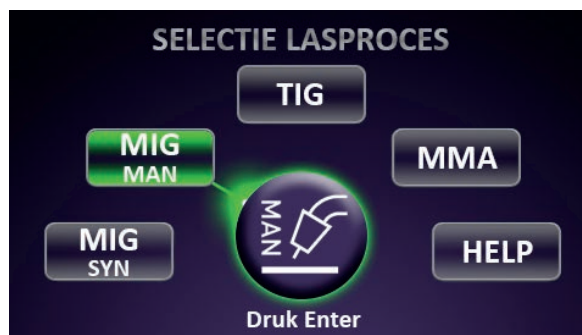 SELECTIE LASPROCES
TIG
MIG
MAN
MMA
MIG
SYN
MAN
HELP
Druk Enter